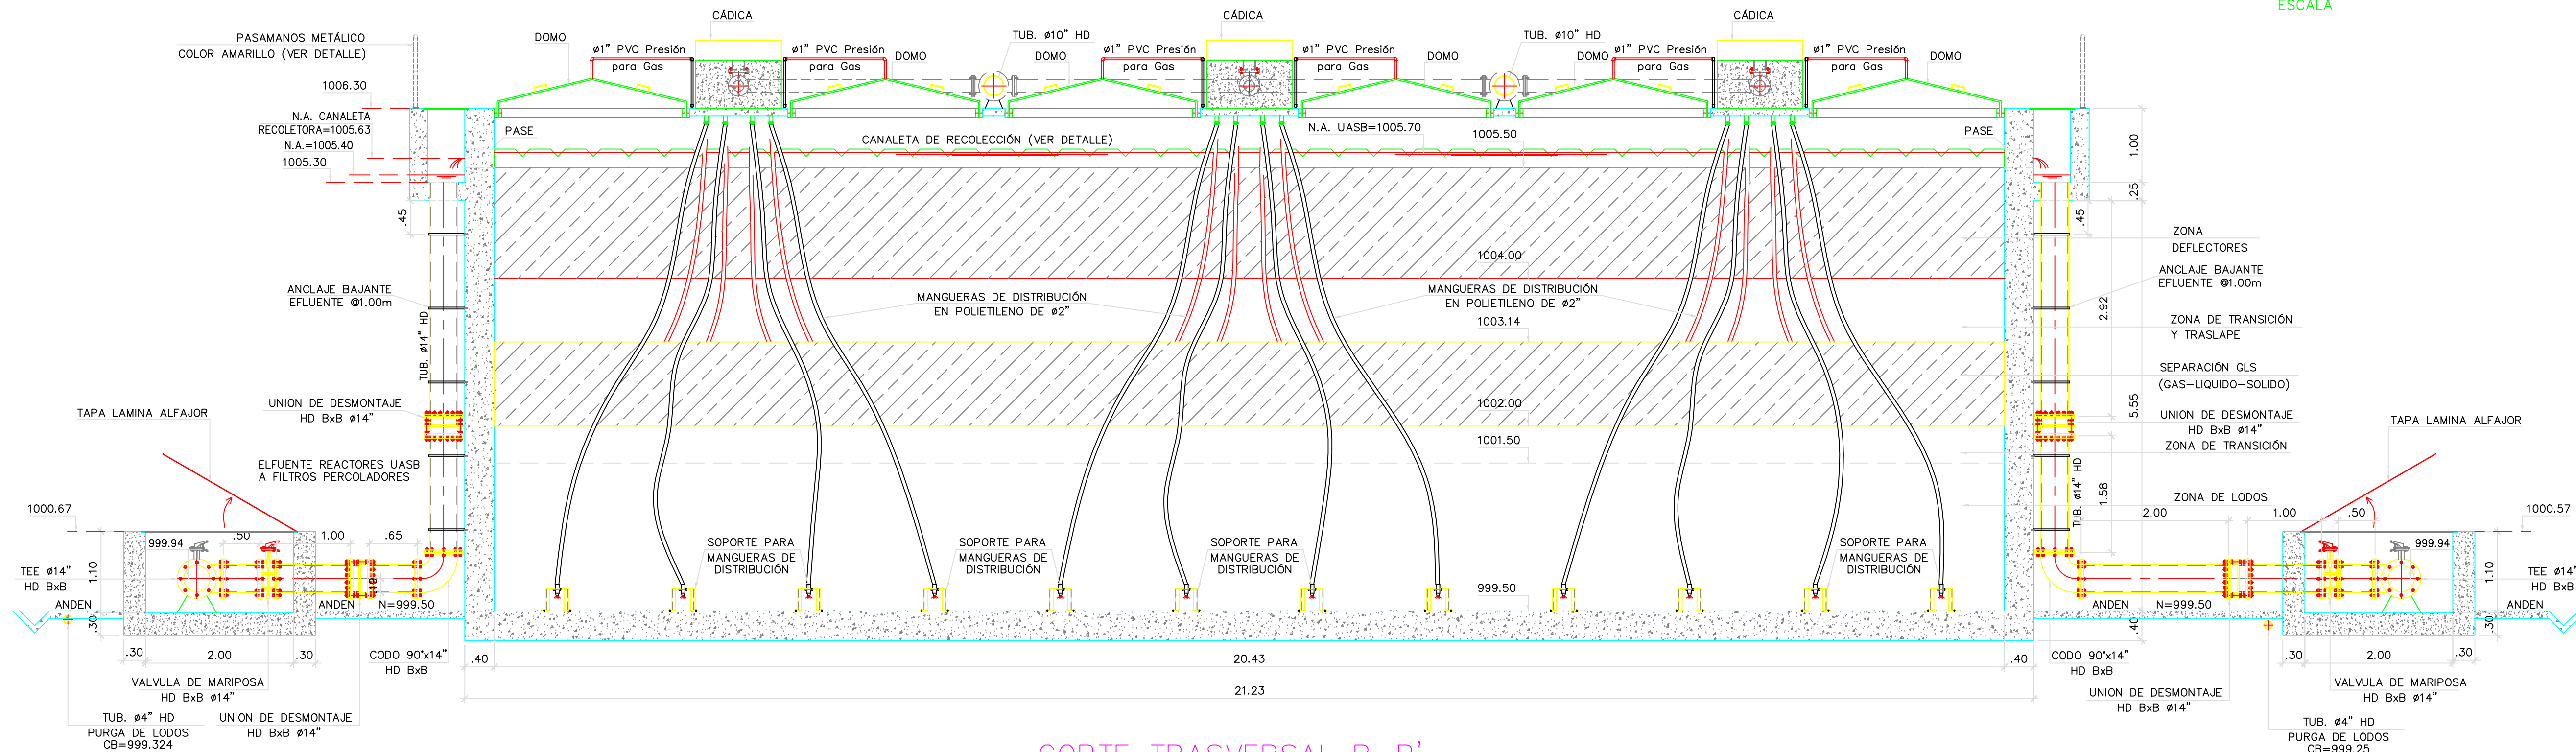 ESCALA
CÁDICA
CÁDICA
CÁDICA
PASAMANOS METÁLICO
COLOR AMARILLO (VER DETALLE)
DOMO
ø1" PVC Presión
para Gas
ø1" PVC Presión
para Gas
DOMO
TUB. ø10" HD
DOMO
ø1" PVC Presión
para Gas
ø1" PVC Presión
para Gas
DOMO
TUB. ø10" HD
DOMO
ø1" PVC Presión
para Gas
ø1" PVC Presión
para Gas
DOMO
1006.30
N.A. CANALETA
RECOLETORA=1005.63
N.A.=1005.40
1005.30
PASE
CANALETA DE RECOLECCIÓN (VER DETALLE)
N.A. UASB=1005.70
1005.50
PASE
1.00
.25
.45
.45
ZONA
DEFLECTORES
1004.00
ANCLAJE BAJANTE
EFLUENTE @1.00m
ANCLAJE BAJANTE
EFLUENTE @1.00m
MANGUERAS DE DISTRIBUCIÓN
EN POLIETILENO DE ø2"
MANGUERAS DE DISTRIBUCIÓN
EN POLIETILENO DE ø2"
1003.14
2.92
ZONA DE TRANSICIÓN
Y TRASLAPE
TUB. ø14" HD
SEPARACIÓN GLS
(GAS-LIQUIDO-SOLIDO)
5.55
TAPA LAMINA ALFAJOR
UNION DE DESMONTAJE
HD BxB ø14"
1002.00
UNION DE DESMONTAJE
HD BxB ø14"
TAPA LAMINA ALFAJOR
1001.50
ZONA DE TRANSICIÓN
ELFUENTE REACTORES UASB
A FILTROS PERCOLADORES
TUB. ø14" HD
1.58
ZONA DE LODOS
1000.67
2.00
1.00
.50
1000.57
999.94
.50
1.00
.65
SOPORTE PARA
MANGUERAS DE
DISTRIBUCIÓN
SOPORTE PARA
MANGUERAS DE
DISTRIBUCIÓN
SOPORTE PARA
MANGUERAS DE
DISTRIBUCIÓN
SOPORTE PARA
MANGUERAS DE
DISTRIBUCIÓN
999.94
TEE ø14"
HD BxB
1.10
1.10
TEE ø14"
HD BxB
999.50
ANDEN
ANDEN
N=999.50
ANDEN
N=999.50
ANDEN
.30
.40
.30
.30
2.00
.30
CODO 90°x14"
HD BxB
.40
20.43
.40
CODO 90°x14"
HD BxB
.30
2.00
.30
VALVULA DE MARIPOSA
HD BxB ø14"
21.23
UNION DE DESMONTAJE
HD BxB ø14"
VALVULA DE MARIPOSA
HD BxB ø14"
TUB. ø4" HD
PURGA DE LODOS
CB=999.324
UNION DE DESMONTAJE
HD BxB ø14"
TUB. ø4" HD
PURGA DE LODOS
CB=999.25
CORTE TRASVERSAL B-B'